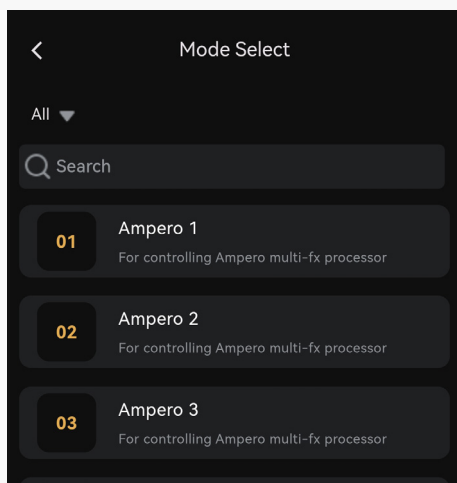 Mode Select
All
Search
01
Ampero 1
For controlling Ampero multi-fx processor
02
Ampero 2
For controlling Ampero multi-fx processor
03
Ampero 3
For controlling Ampero multi-fx processor